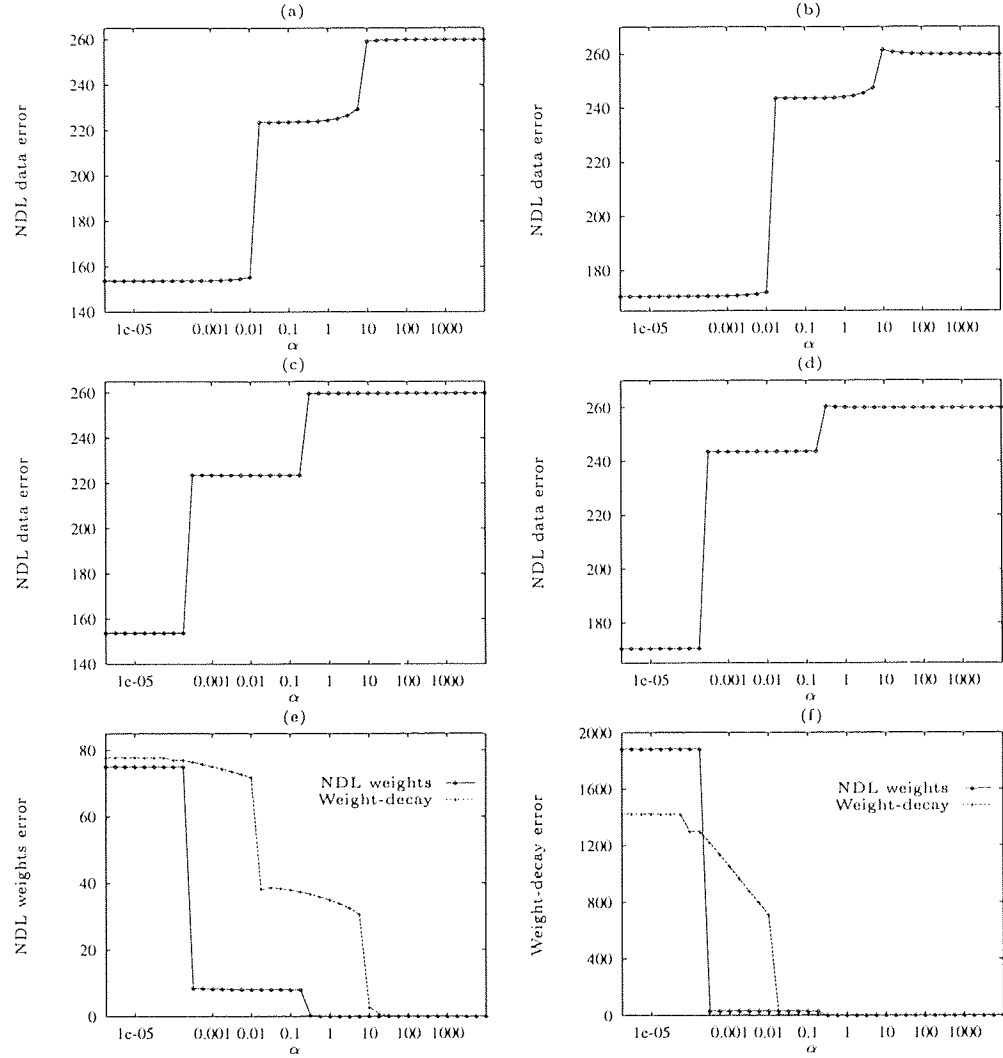 (a)
NDL data error
260
240
220
200
180
160
140
1e-05 0.001 0.01 0.1 1 10 100 1000
α
(b)
NDL data error
260
240
220
200
170
1e-05 0.001 0.01 0.1 1 10 100 1000
α
(c)
NDL data error
260
240
220
200
180
160
140
1e-05 0.001 0.01 0.1 1 10 100 1000
α
(d)
NDL data error
260
240
220
200
170
1e-05 0.001 0.01 0.1 1 10 100 1000
α
(e)
NDL weights error
80
60
40
20
0
NDL weights
Weight-decay
1e-05 0.001 0.01 0.1 1 10 100 1000
α
(f)
Weight-decay error
2000
1600
1200
800
400
0
NDL weights
Weight-decay
1e-05 0.001 0.01 0.1 1 10 100 1000
α